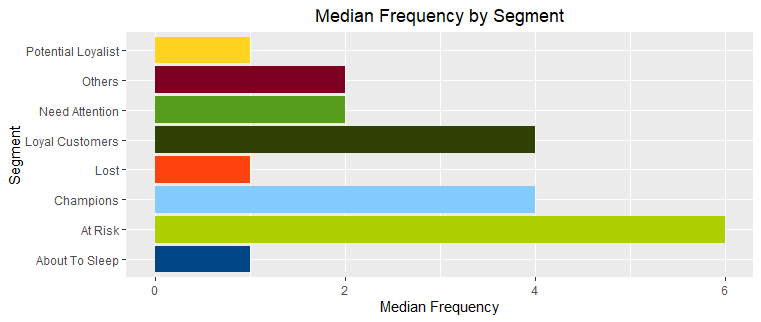 Median Frequency by Segment
Segment
Potential Loyalist
Others
Need Attention
Loyal Customers
Lost
Champions
At Risk
About To Sleep
0 2 4 6
Median Frequency